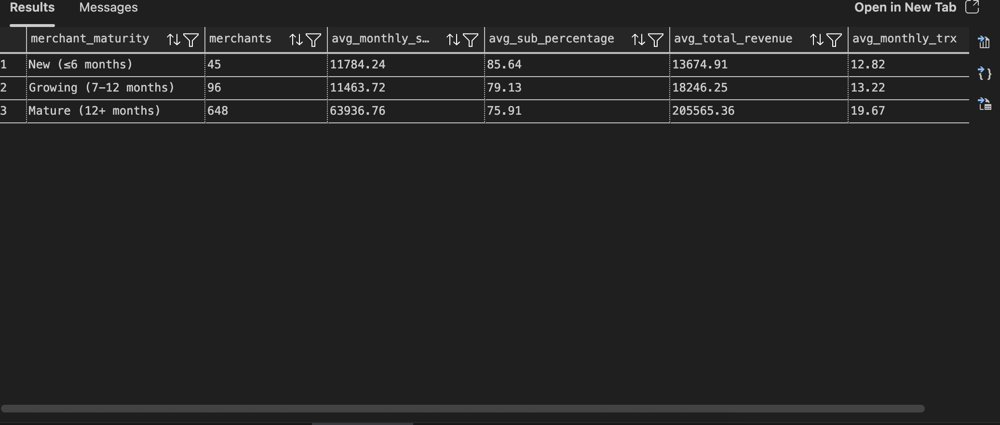 Results Messages Open in New Tab
merchant_maturity merchants avg_monthly_s… avg_sub_percentage avg_total_revenue avg_monthly_trx
1 New (≤6 months) 45 11784.24 85.64 13674.91 12.82
2 Growing (7-12 months) 96 11463.72 79.13 18246.25 13.22
3 Mature (12+ months) 648 63936.76 75.91 205565.36 19.67